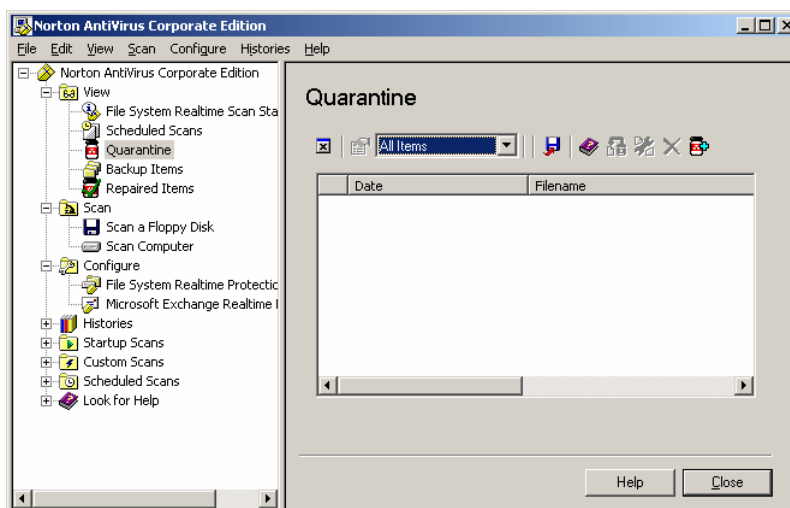 Norton AntiVirus Corporate Edition
File Edit View Scan Configure Histories Help
Norton AntiVirus Corporate Edition
View
File System Realtime Scan Sta
Scheduled Scans
Quarantine
Backup Items
Repaired Items
Scan
Scan a Floppy Disk
Scan Computer
Configure
File System Realtime Protectic
Microsoft Exchange Realtime I
Histories
Startup Scans
Custom Scans
Scheduled Scans
Look for Help
Quarantine
All Items
Date Filename
Help Close